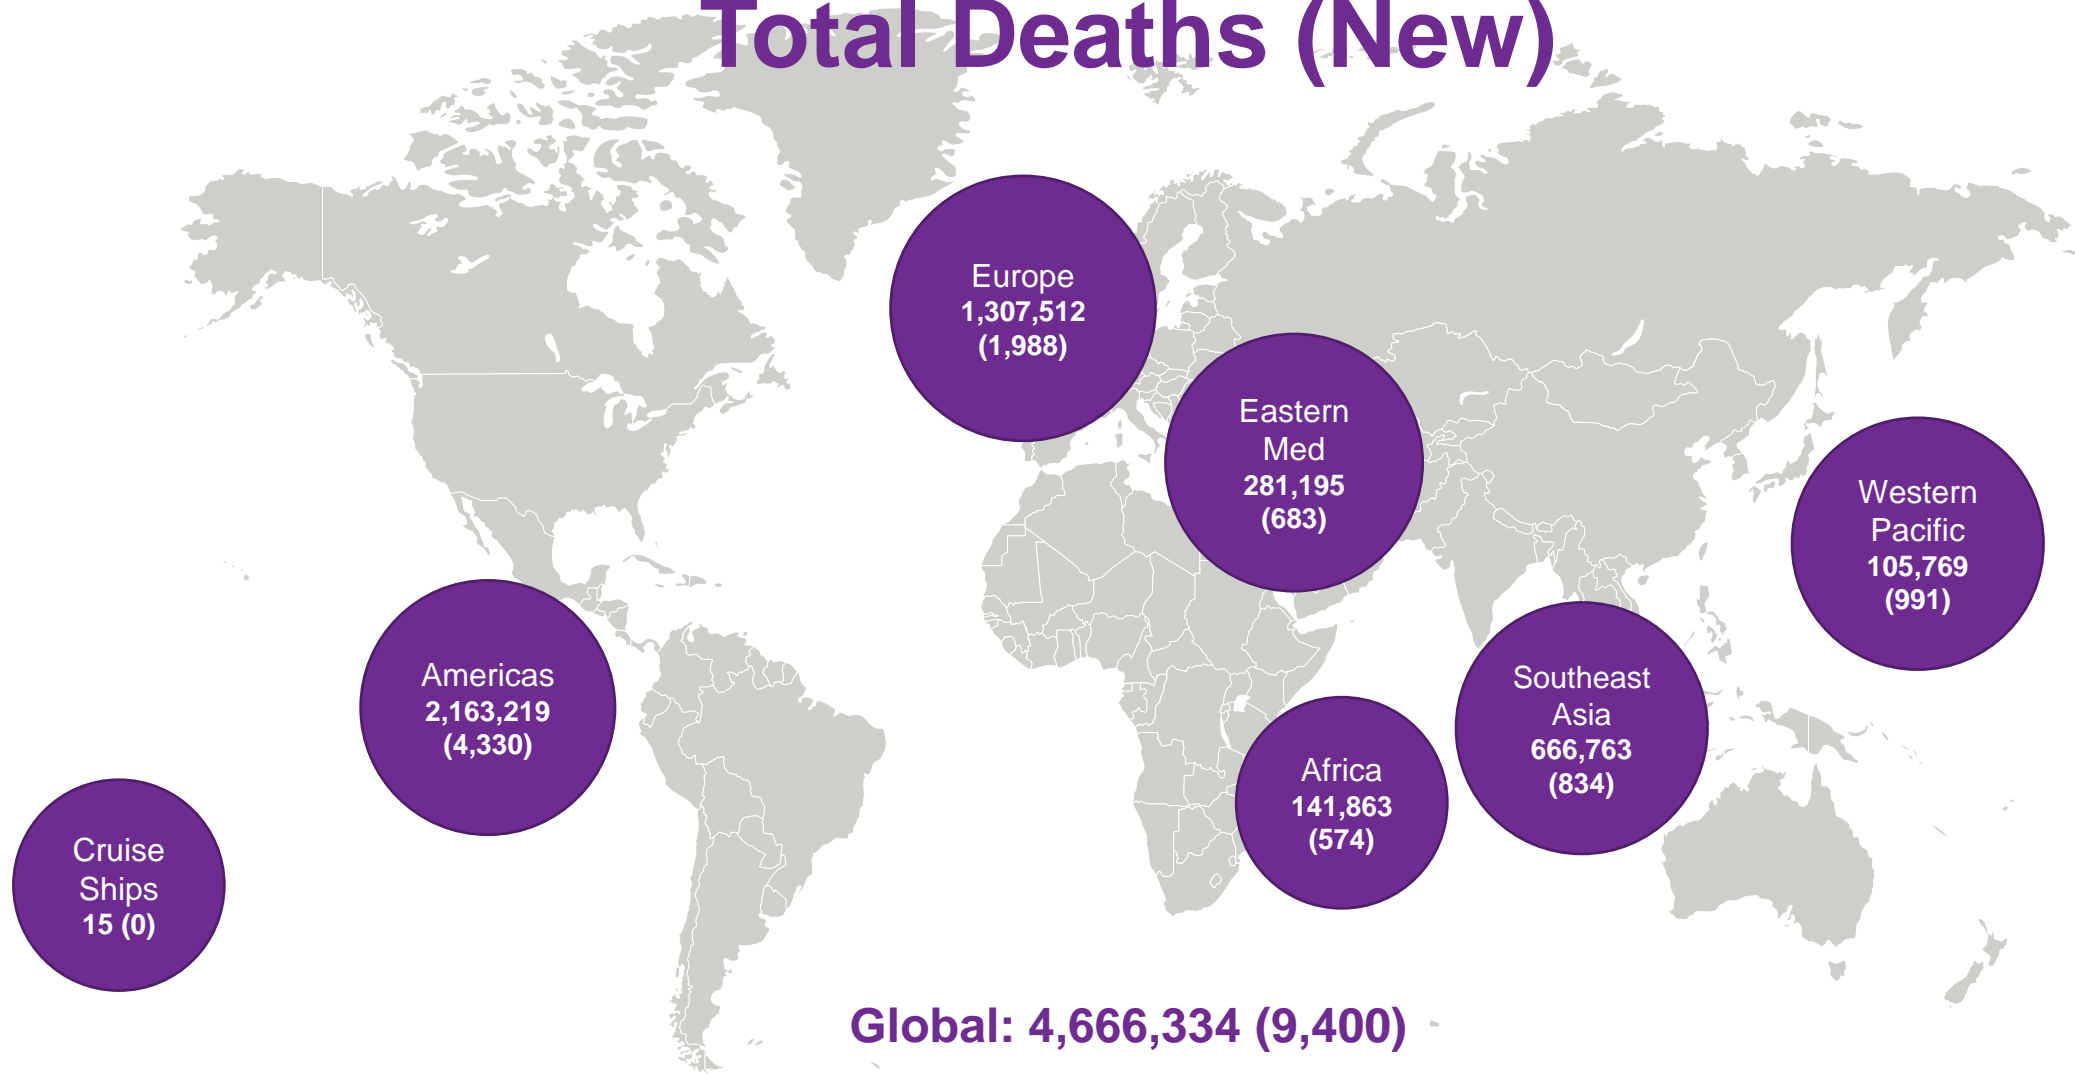 Total Deaths (New)
Europe
1,307,512
(1,988)
Eastern
Med
281,195
(683)
Western
Pacific
105,769
(991)
Americas
2,163,219
(4,330)
Southeast
Asia
666,763
(834)
Africa
141,863
(574)
Cruise
Ships
15 (0)
Global: 4,666,334 (9,400)